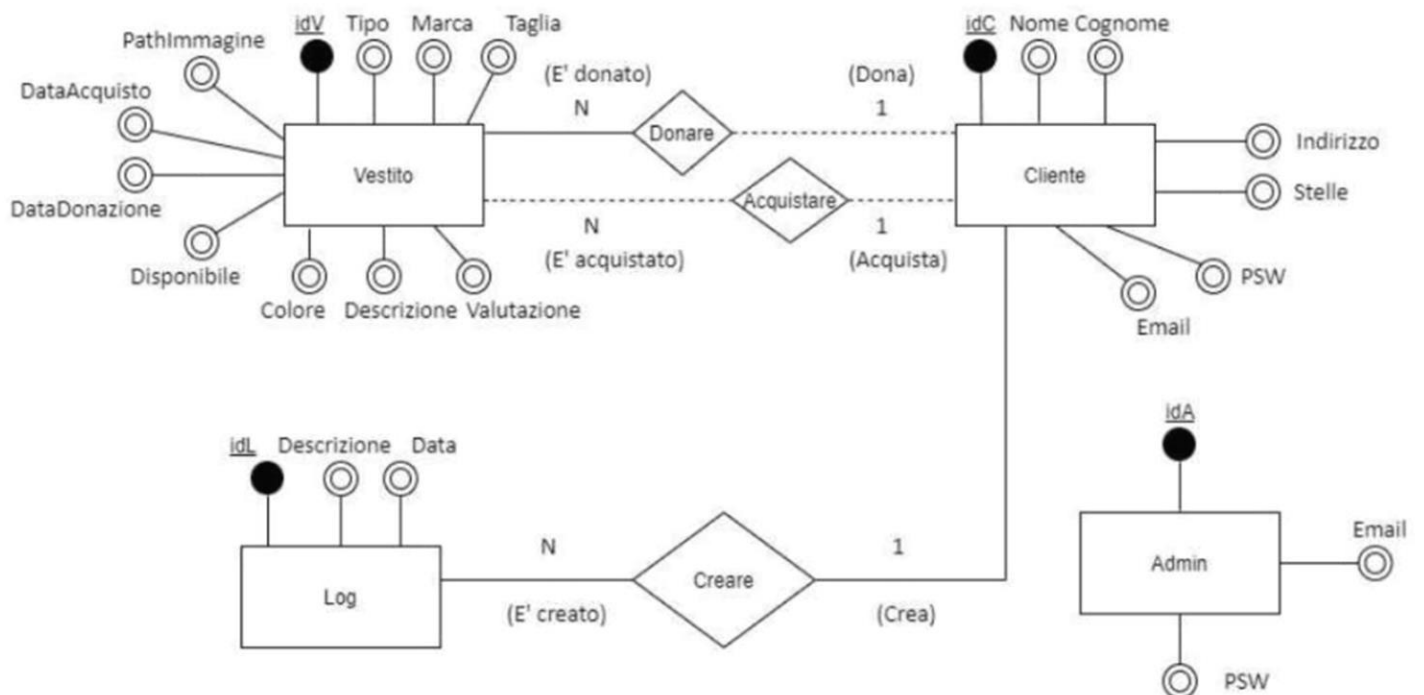 idV Tipo Marca Taglia
PathImmagine
DataAcquisto
DataDonazione
Disponibile
Colore Descrizione Valutazione
Vestito
(E' donato)
N
Donare
(Dona)
1
N
(E' acquistato)
Acquistare
1
(Acquista)
idC Nome Cognome
Cliente
Indirizzo
Stelle
PSW
Email
idL Descrizione Data
Log
N
(E' creato)
Creare
1
(Crea)
idA
Admin
Email
PSW